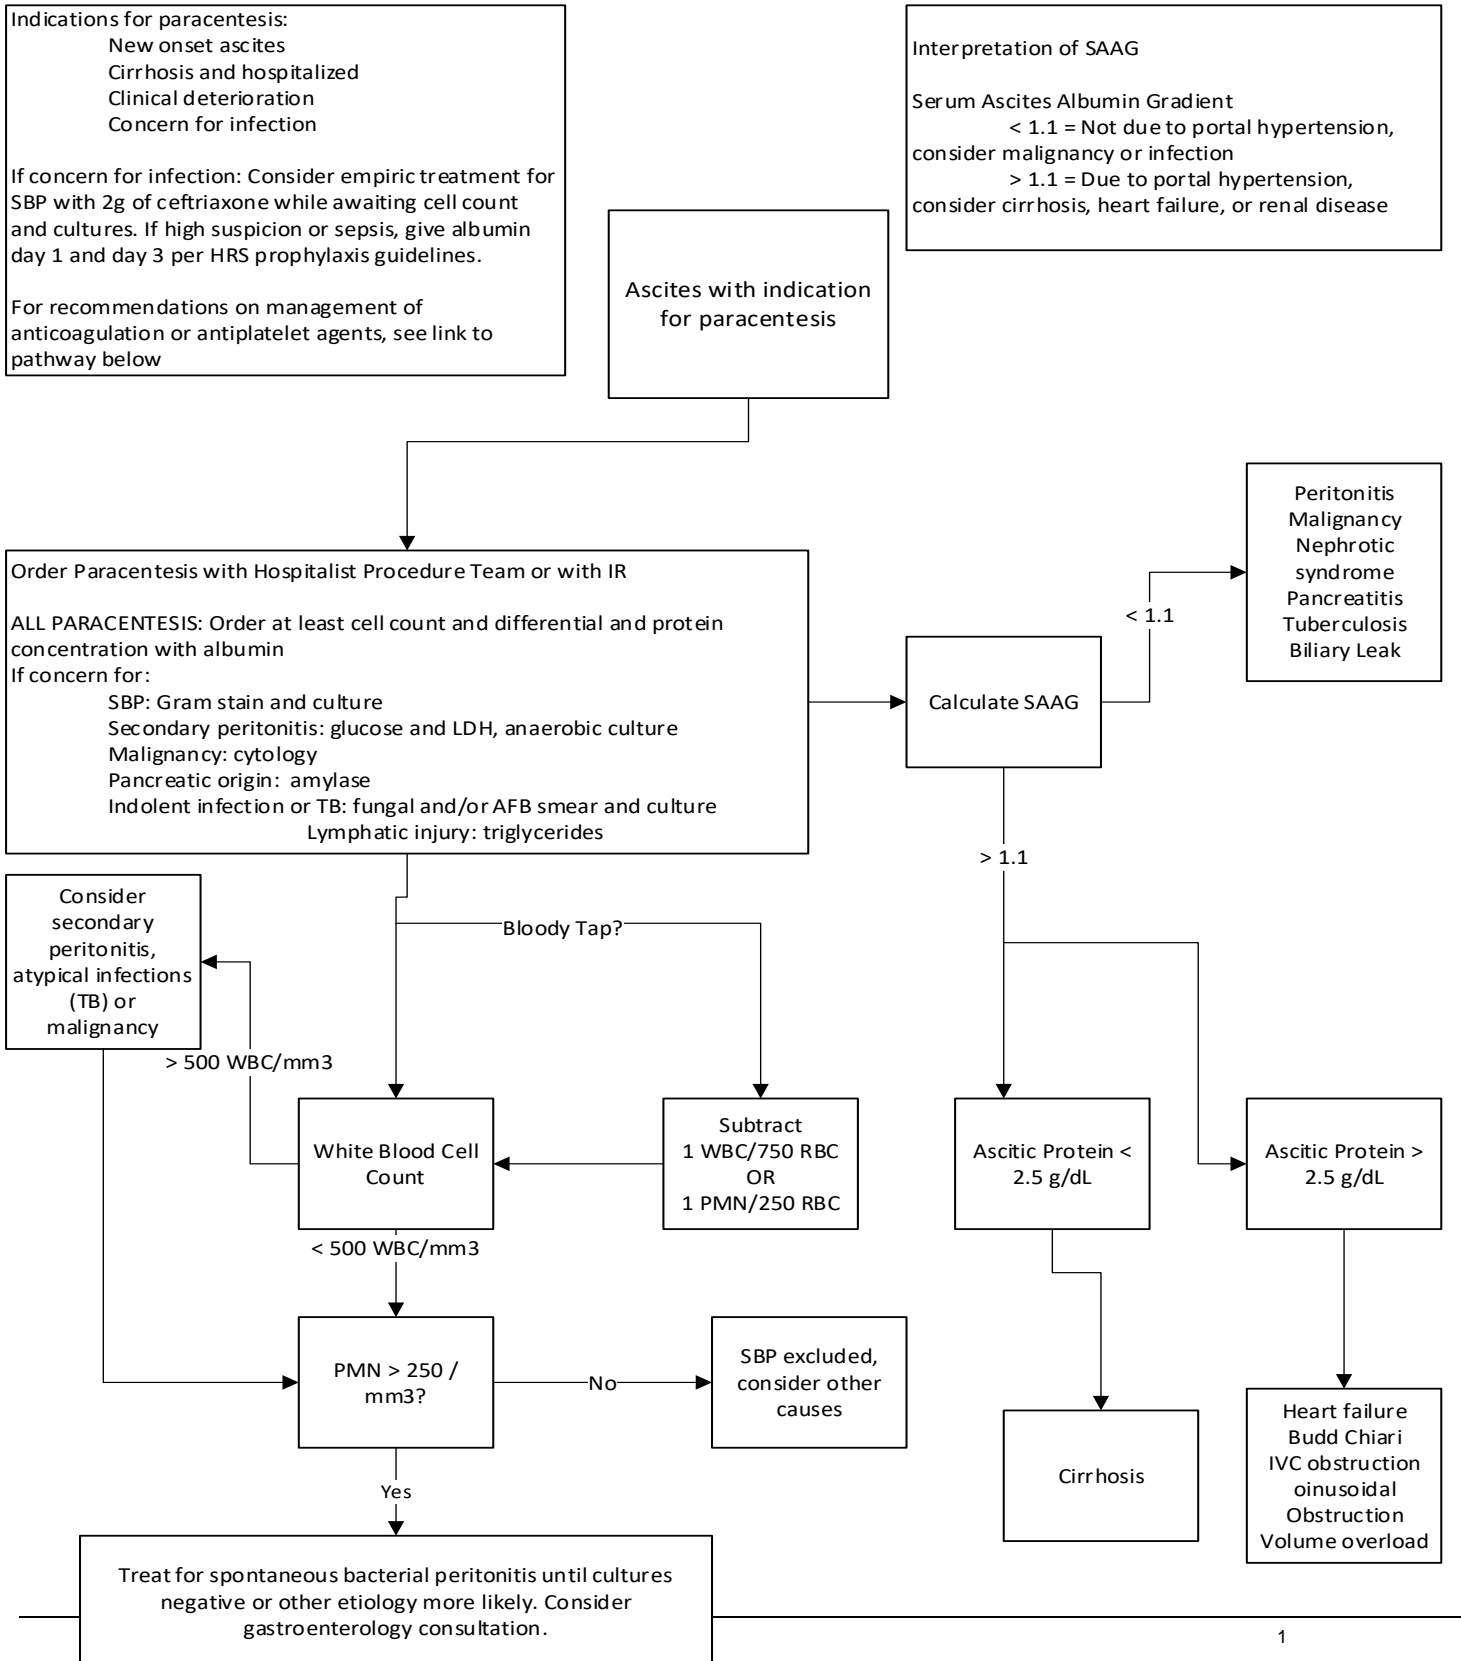 Indications for paracentesis:
New onset ascites
Cirrhosis and hospitalized
Clinical deterioration
Concern for infection
If concern for infection: Consider empiric treatment for
SBP with 2g of ceftriaxone while awaiting cell count
and cultures. If high suspicion or sepsis, give albumin
day 1 and day 3 per HRS prophylaxis guidelines.
For recommendations on management of
anticoagulation or antiplatelet agents, see link to
pathway below
Interpretation of SAAG
Serum Ascites Albumin Gradient
< 1.1 = Not due to portal hypertension,
consider malignancy or infection
> 1.1 = Due to portal hypertension,
consider cirrhosis, heart failure, or renal disease
Ascites with indication
for paracentesis
Order Paracentesis with Hospitalist Procedure Team or with IR
ALL PARACENTESIS: Order at least cell count and differential and protein
concentration with albumin
If concern for:
SBP: Gram stain and culture
Secondary peritonitis: glucose and LDH, anaerobic culture
Malignancy: cytology
Pancreatic origin: amylase
Indolent infection or TB: fungal and/or AFB smear and culture
Lymphatic injury: triglycerides
Calculate SAAG
< 1.1
Peritonitis
Malignancy
Nephrotic
syndrome
Pancreatitis
Tuberculosis
Biliary Leak
> 1.1
Consider
secondary
peritonitis,
atypical infections
(TB) or
malignancy
Bloody Tap?
> 500 WBC/mm3
White Blood Cell
Count
Subtract
1 WBC/750 RBC
OR
1 PMN/250 RBC
Ascitic Protein <
2.5 g/dL
Ascitic Protein >
2.5 g/dL
< 500 WBC/mm3
PMN > 250 /
mm3?
No
SBP excluded,
consider other
causes
Cirrhosis
Heart failure
Budd Chiari
IVC obstruction
oinusoidal
Obstruction
Volume overload
Yes
Treat for spontaneous bacterial peritonitis until cultures
negative or other etiology more likely. Consider
gastroenterology consultation.
1